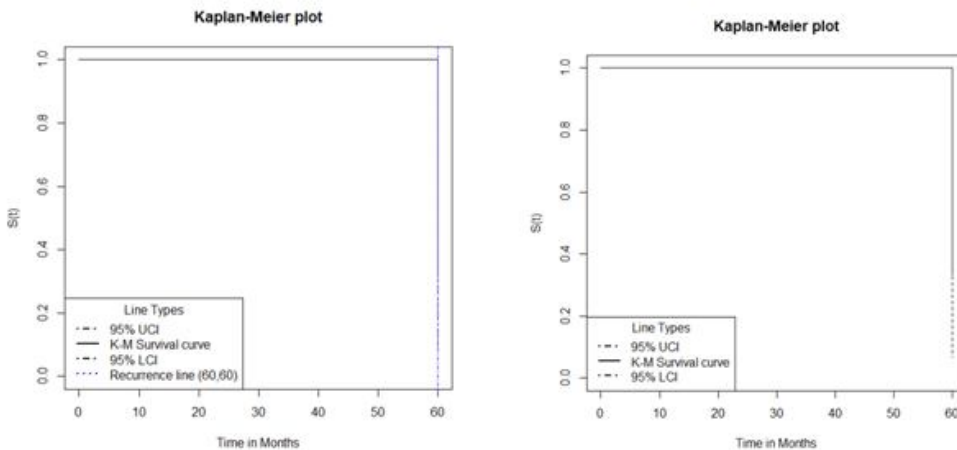 Kaplan-Meier plot
S(t)
1.0
0.8
0.6
0.4
0.2
0.0
Line Types
95% UCI
K-M Survival curve
95% LCI
Recurrence line (60,60)
0 10 20 30 40 50 60
Time in Months
Kaplan-Meier plot
S(t)
1.0
0.8
0.6
0.4
0.2
0.0
Line Types
95% UCI
K-M Survival curve
95% LCI
0 10 20 30 40 50 60
Time in Months